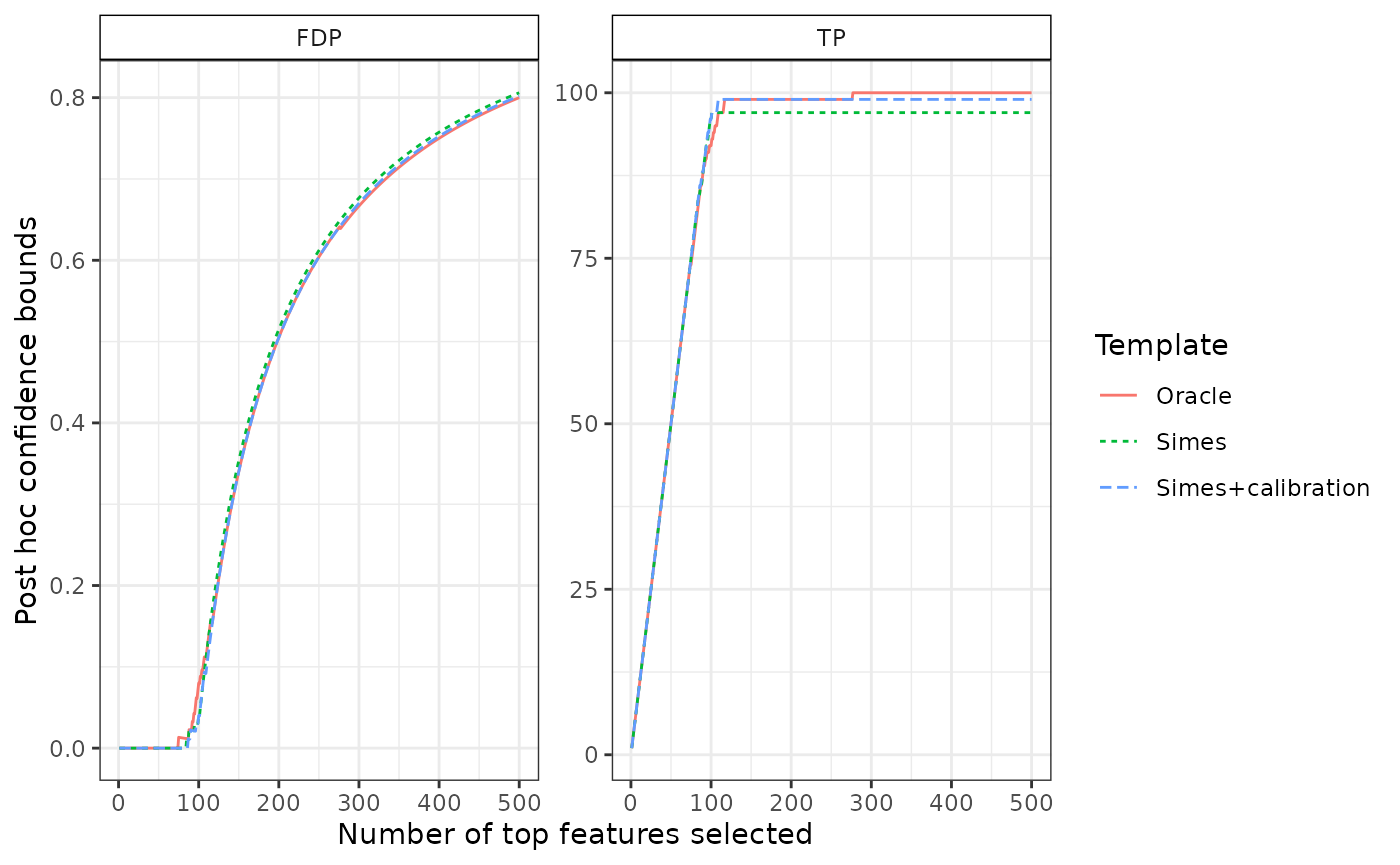 FDP
TP
Post hoc confidence bounds
0.8
0.6
0.4
0.2
0.0
100
75
50
25
0
0 100 200 300 400 500
0 100 200 300 400 500
Number of top features selected
Template
Oracle
Simes
Simes+calibration